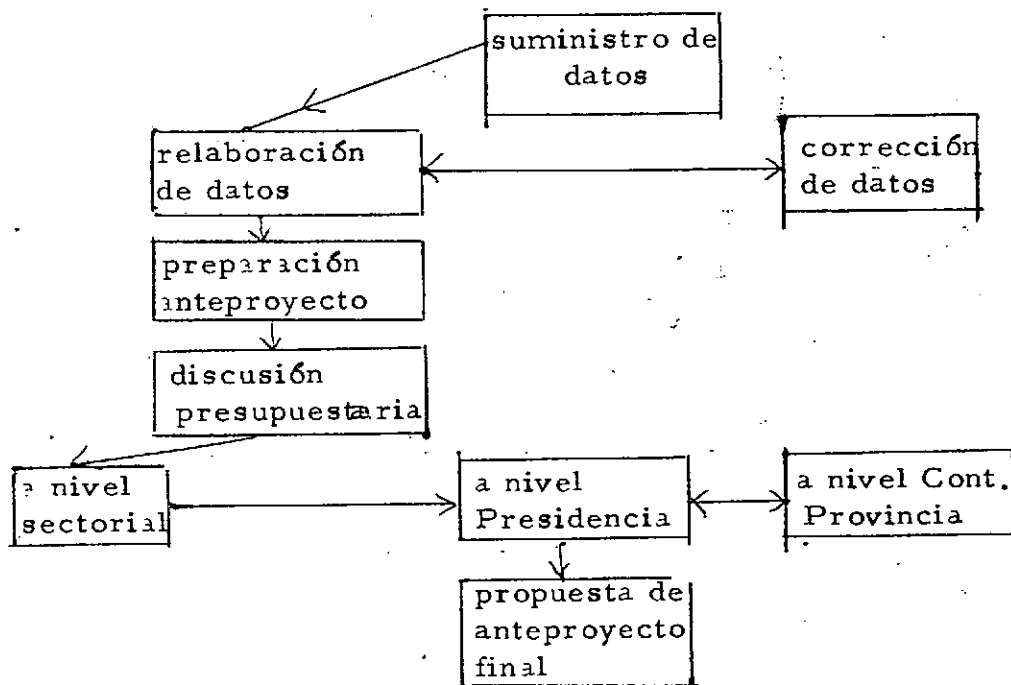 suministro de
datos
relaboración
de datos
corrección
de datos
preparación
anteproyecto
discusión
presupuestaria
a nivel
sectorial
a nivel
Presidencia
a nivel Cont.
Provincia
propuesta de
anteproyecto
final